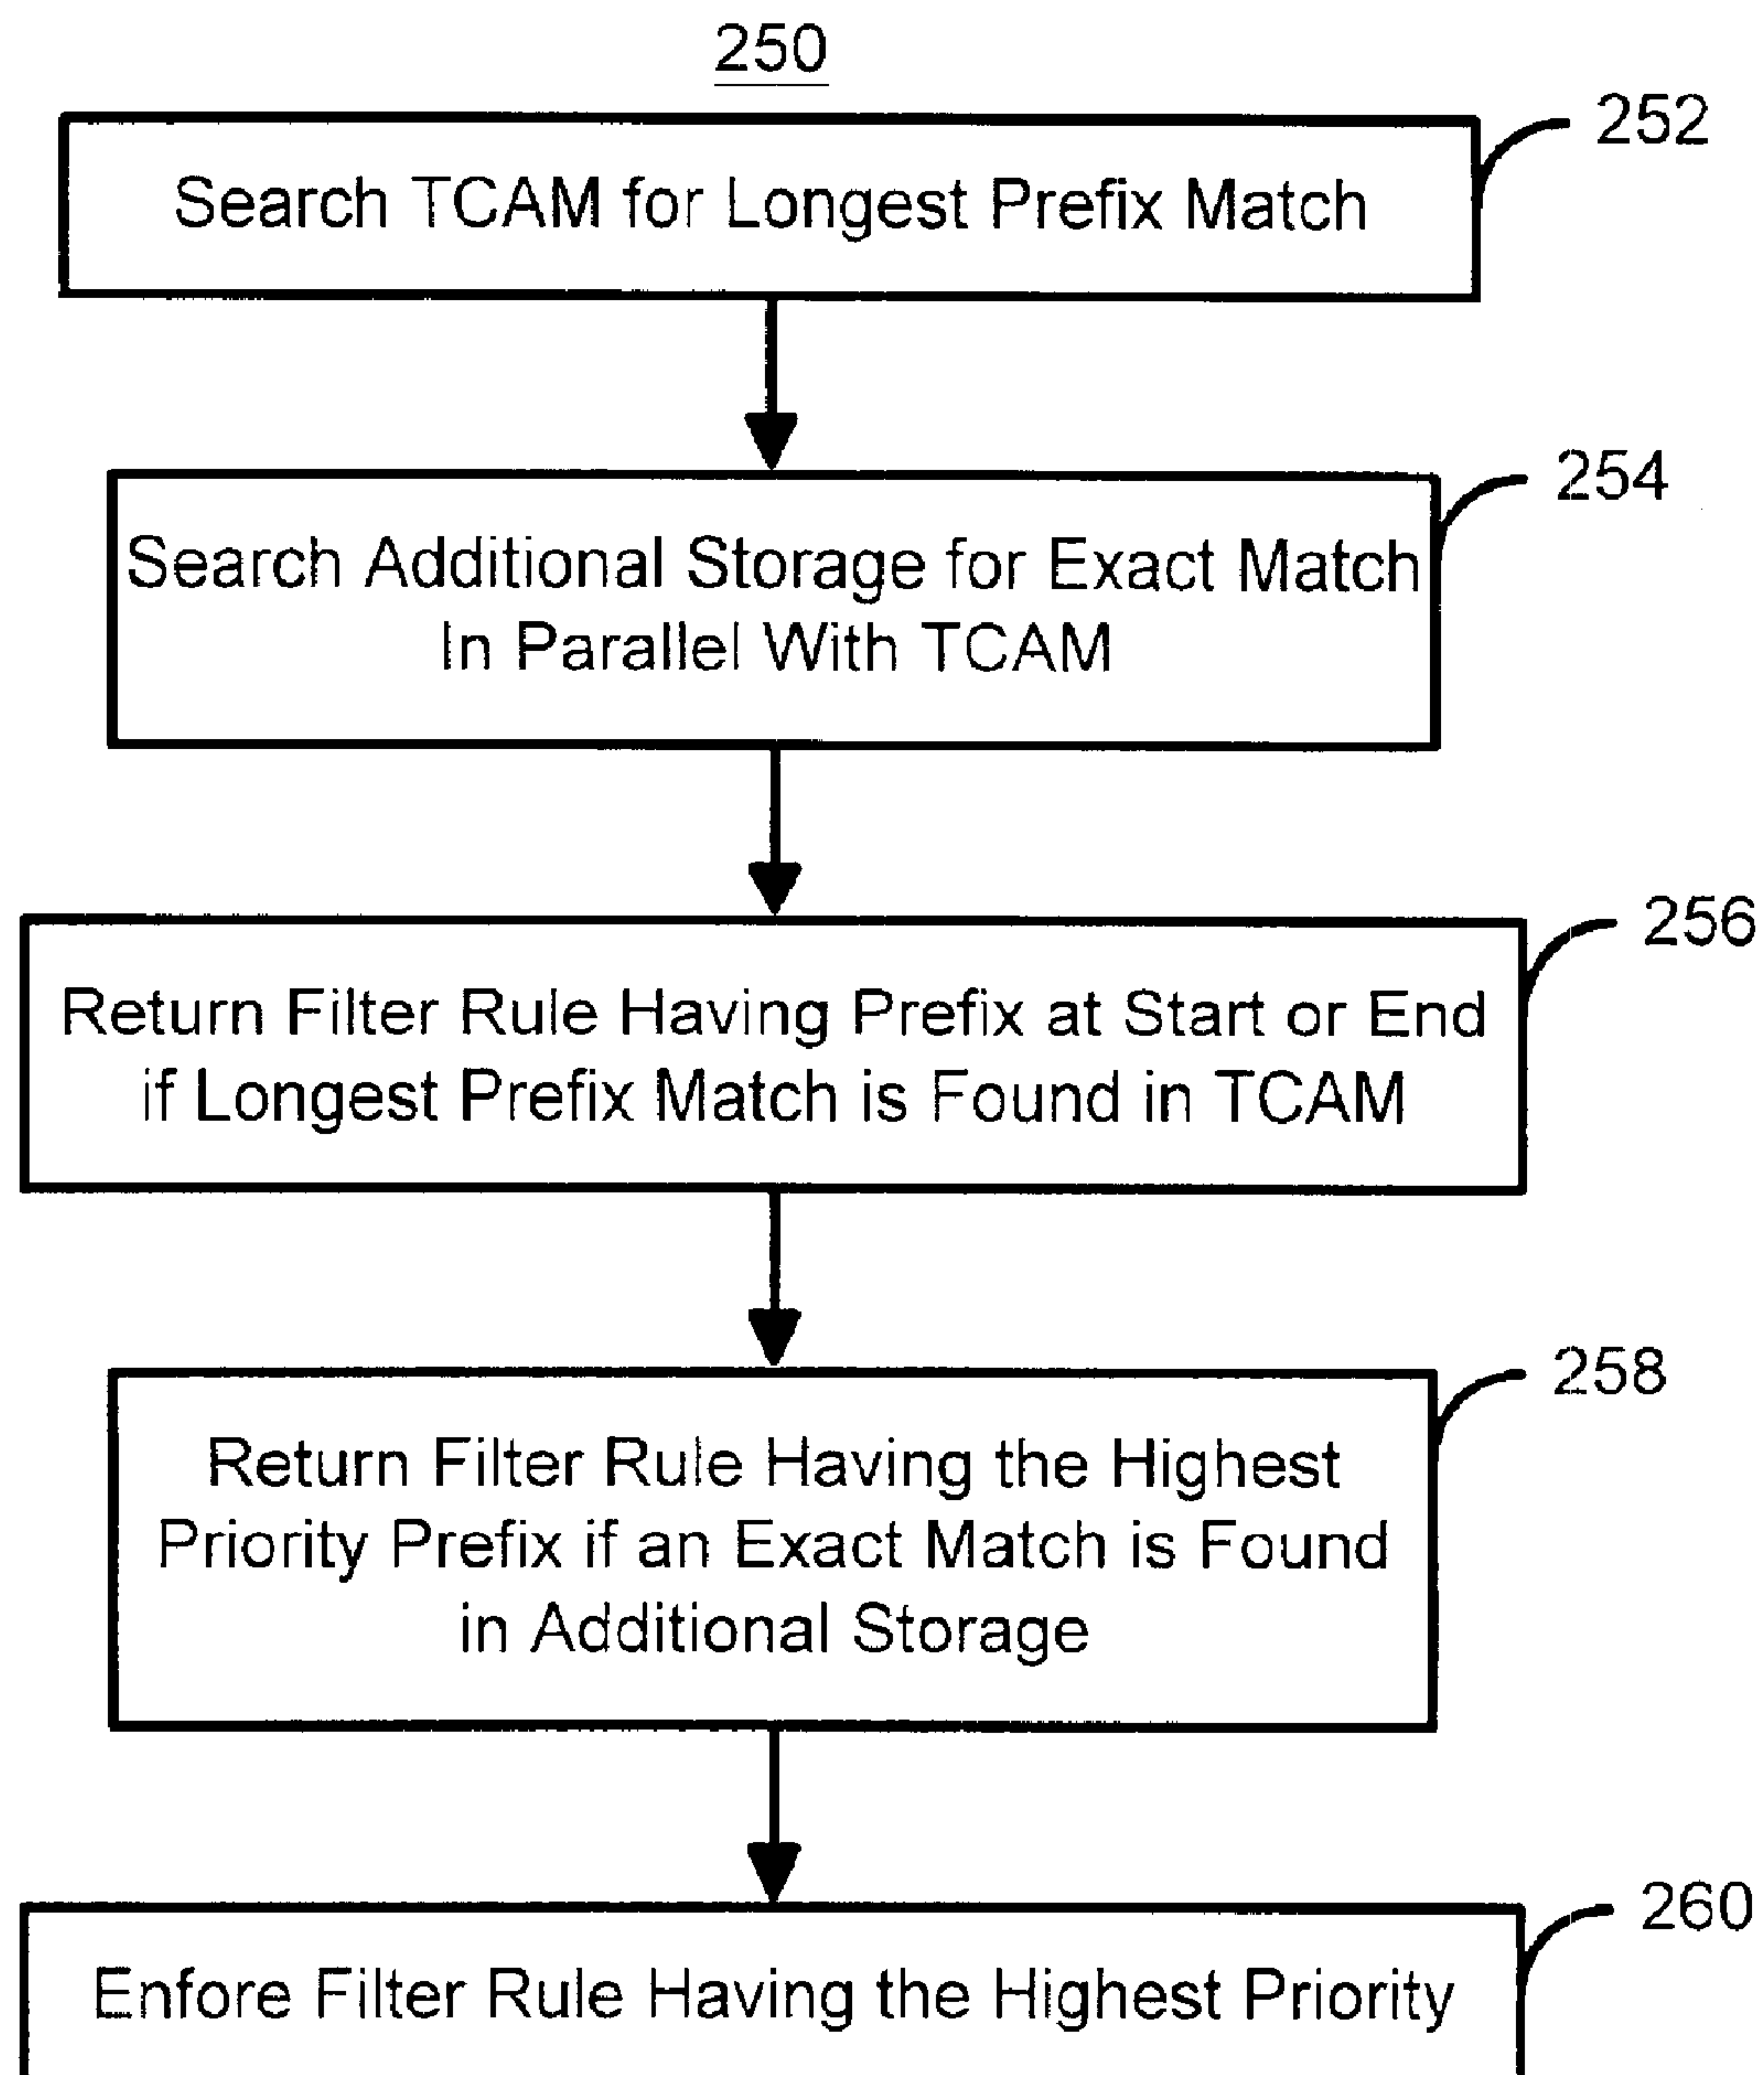 250
252
Search TCAM for Longest Prefix Match
254
Search Additional Storage for Exact Match
In Parallel With TCAM
256
Return Filter Rule Having Prefix at Start or End
if Longest Prefix Match is Found in TCAM
258
Return Filter Rule Having the Highest
Priority Prefix if an Exact Match is Found
in Additional Storage
260
Enfore Filter Rule Having the Highest Priority